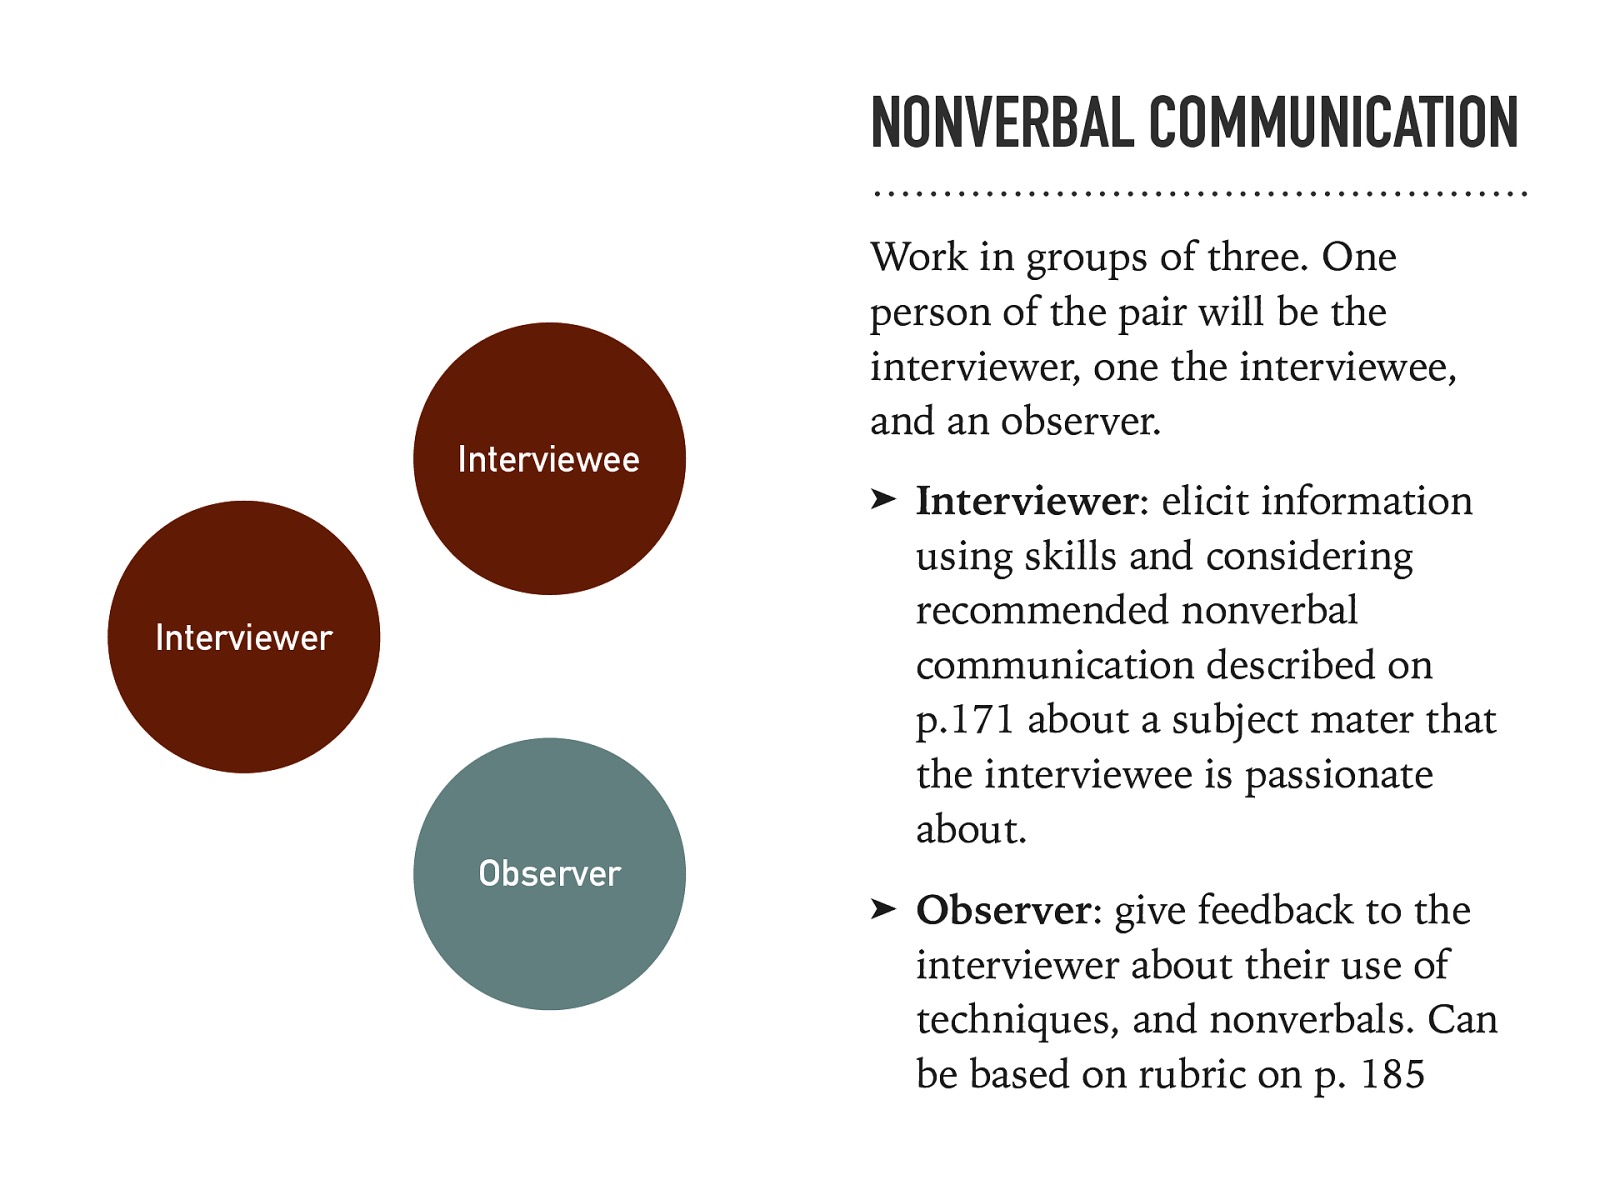 NONVERBAL COMMUNICATION
Work in groups of three. One
person of the pair will be the
interviewer, one the interviewee,
and an observer.
➤ Interviewer: elicit information
using skills and considering
recommended nonverbal
communication described on
p.171 about a subject mater that
the interviewee is passionate
about.
➤ Observer: give feedback to the
interviewer about their use of
techniques, and nonverbals. Can
be based on rubric on p. 185
Interviewee
Interviewer
Observer